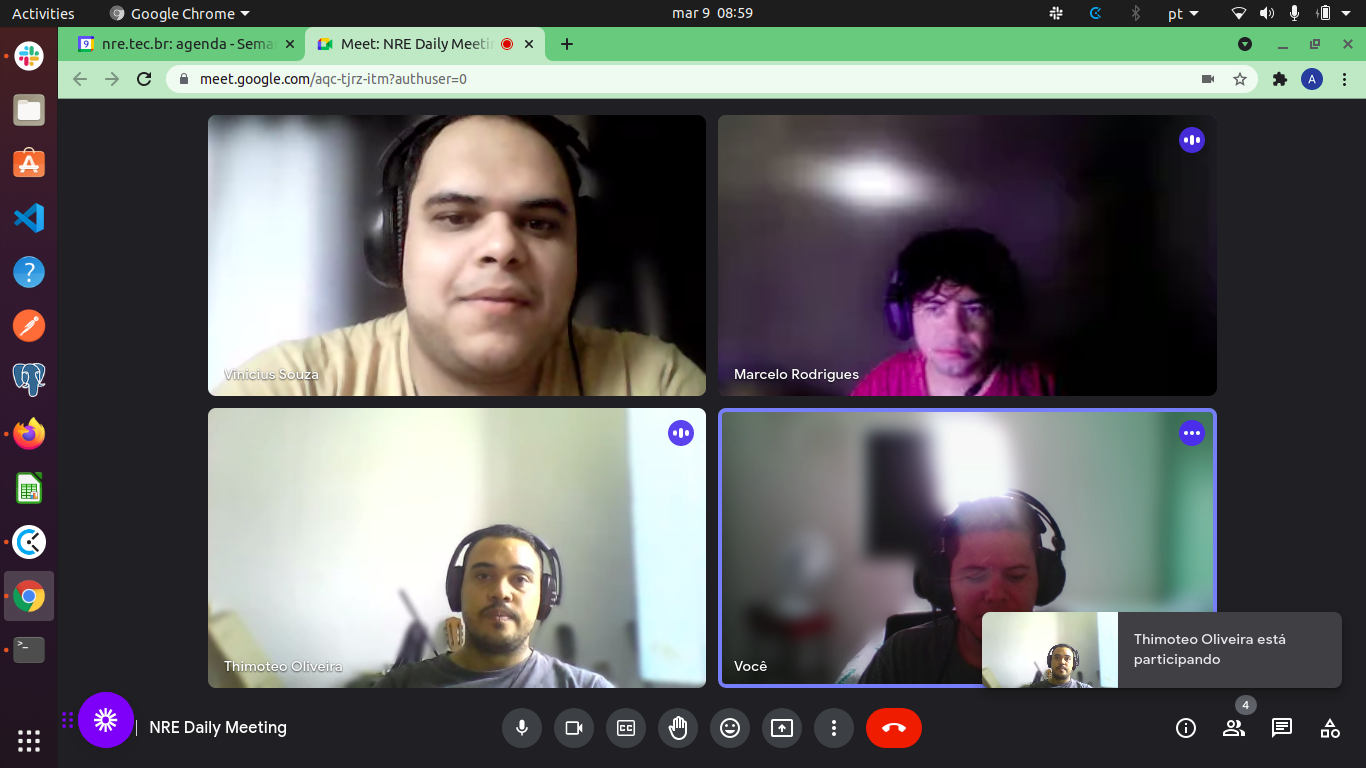 Activities
Google Chrome
mar 9 08:59
pt
nre.tec.br: agenda - Sema
Meet: NRE Daily Meeti
meet.google.com/aqc-tjrz-itm?authuser=0
A
Vinicius Souza
Marcelo Rodrigues
Thimoteo Oliveira
Você
Thimoteo Oliveira está
participando
4
NRE Daily Meeting
CC